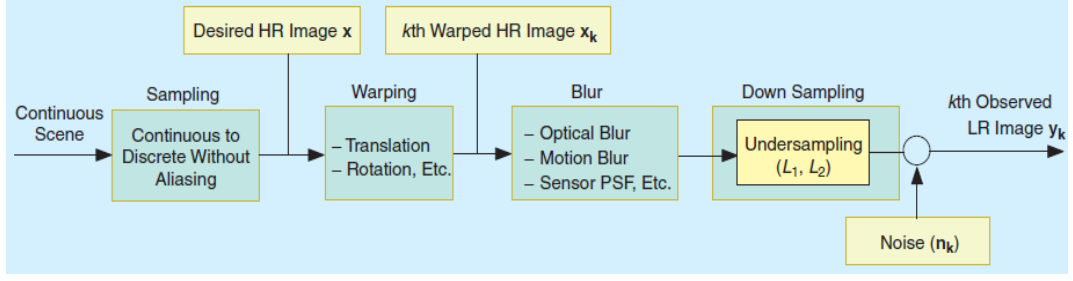 Desired HR Image x
kth Warped HR Image xₖ
Sampling
Warping
Blur
Down Sampling
Continuous
Scene
Continuous to
Discrete Without
Aliasing
– Translation
– Rotation, Etc.
– Optical Blur
– Motion Blur
– Sensor PSF, Etc.
Undersampling
(L₁, L₂)
kth Observed
LR Image yₖ
Noise (nₖ)